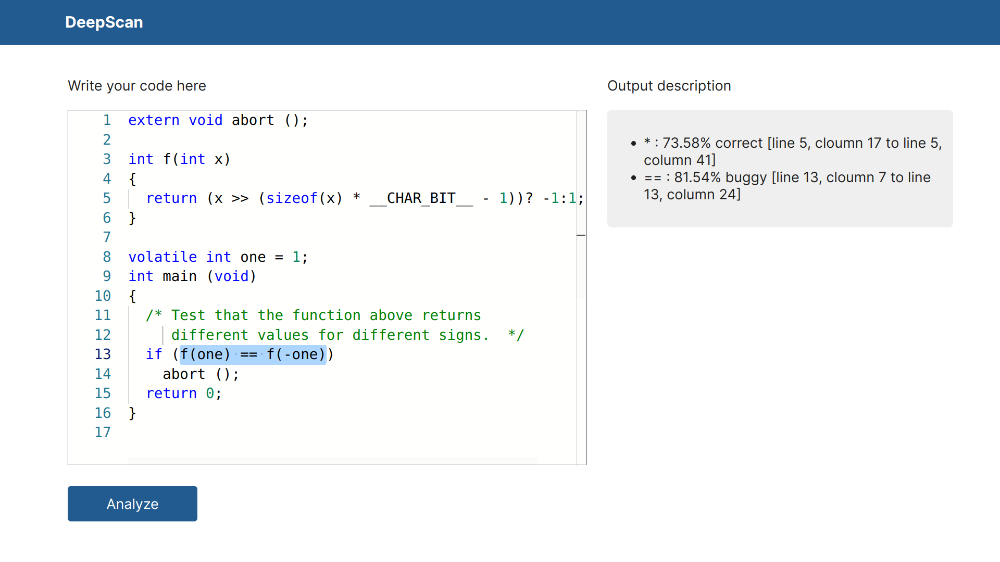 DeepScan
Write your code here
Output description
1 extern void abort ();
2
3 int f(int x)
4 {
5   return (x >> (sizeof(x) * __CHAR_BIT__ - 1))? -1:1;
6 }
7
8 volatile int one = 1;
9 int main (void)
10 {
11   /* Test that the function above returns
12      different values for different signs.  */
13   if (f(one) == f(-one))
14     abort ();
15   return 0;
16 }
17
• * : 73.58% correct [line 5, cloumn 17 to line 5,
column 41]
• == : 81.54% buggy [line 13, cloumn 7 to line
13, column 24]
Analyze